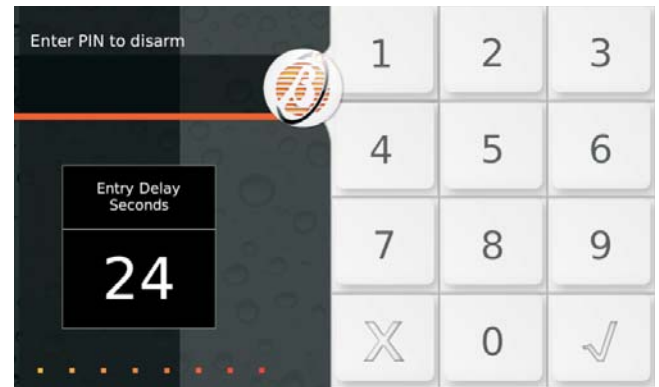 Enter PIN to disarm
1 2 3
4 5 6
Entry Delay
Seconds
7 8 9
24
X 0 √